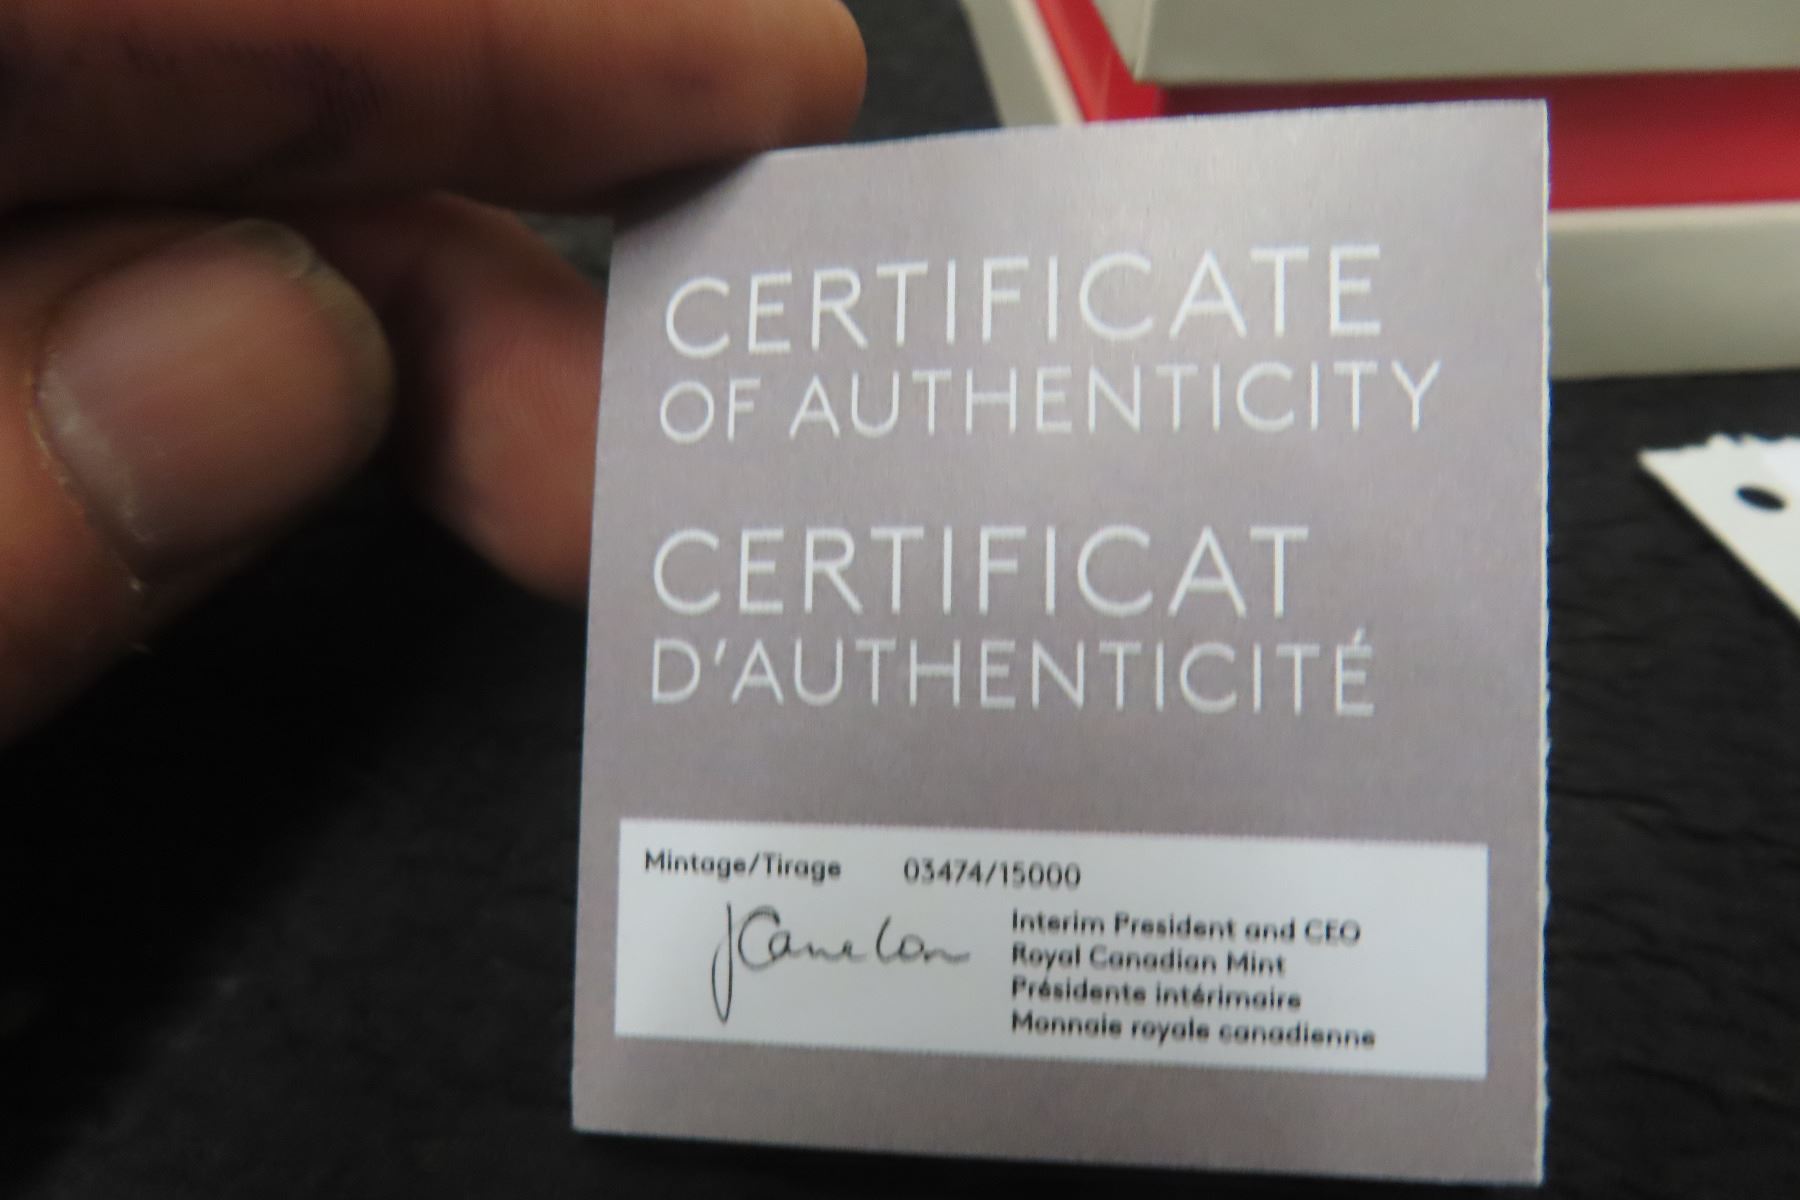 CERTIFICATE
OF AUTHENTICITY
CERTIFICAT
D'AUTHENTICITÉ
Mintage/Tirage 03474/15000
JCamelon
Interim President and CEO
Royal Canadian Mint
Présidente intérimaire
Monnaie royale canadienne